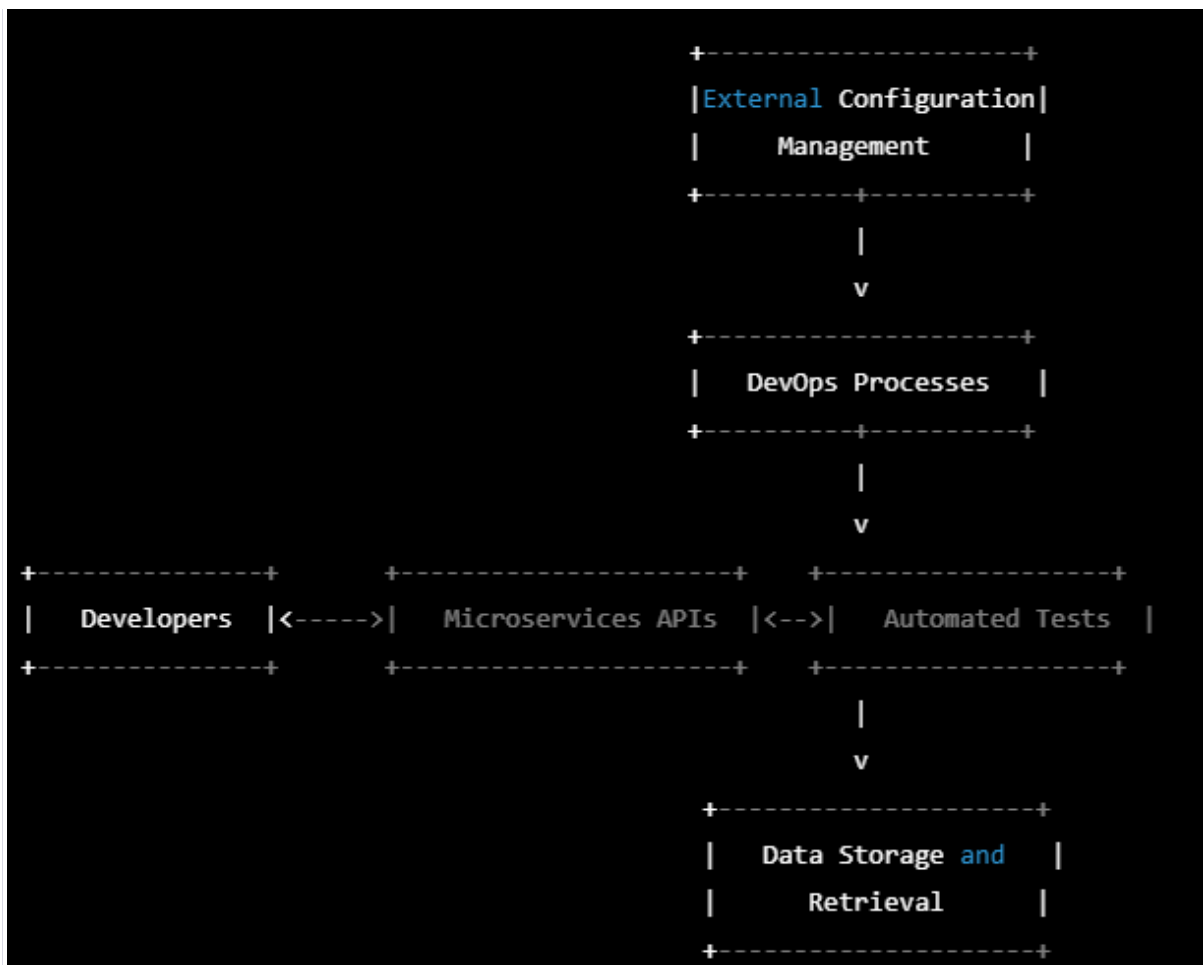 +---------------------+
|External Configuration|
|     Management      |
+----------+----------+
|
v
+---------------------+
|   DevOps Processes   |
+----------+----------+
|
v
+---------------+       +----------------------+    +-------------------+
|   Developers  |<----->|   Microservices APIs  |<-->|   Automated Tests  |
+---------------+       +----------------------+    +-------------------+
|
v
+---------------------+
|   Data Storage and   |
|      Retrieval      |
+---------------------+